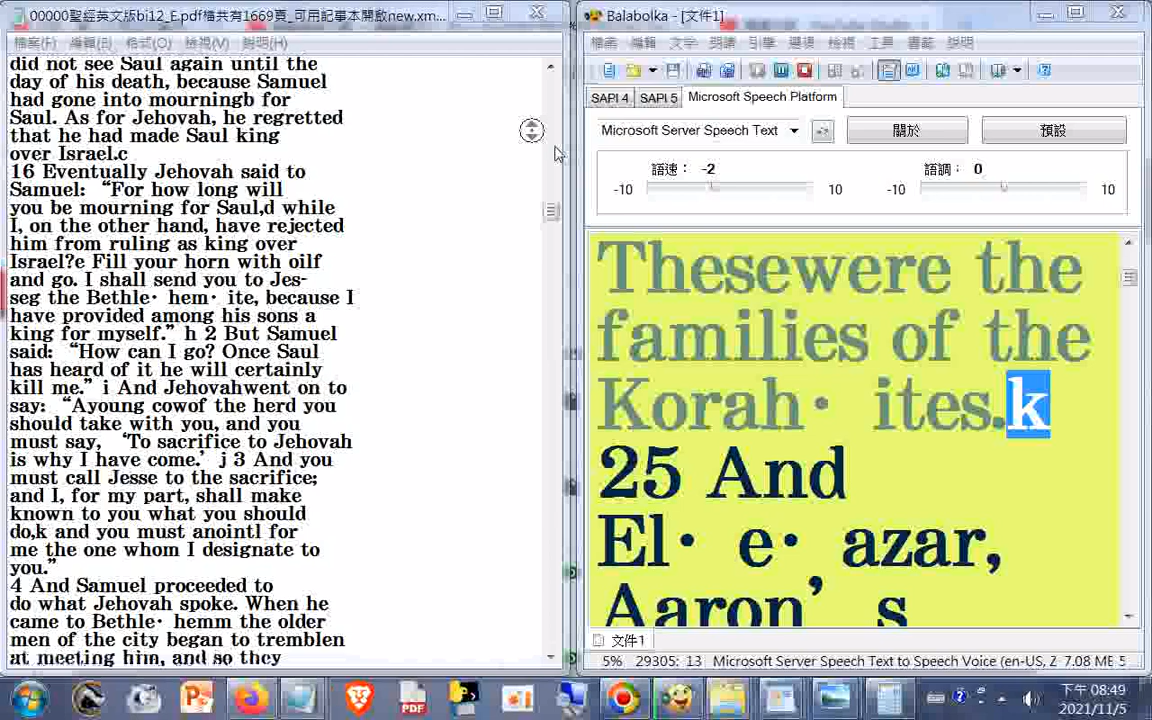 00000聖經英文版bi12_E.pdf檔共有1669頁_可用記事本開啟new.xm...
檔案(F) 編輯(E) 格式(O) 檢視(V) 說明(H)
did not see Saul again until the
day of his death, because Samuel
had gone into mourningb for
Saul. As for Jehovah, he regretted
that he had made Saul king
over Israel.c
16 Eventually Jehovah said to
Samuel: “For how long will
you be mourning for Saul,d while
I, on the other hand, have rejected
him from ruling as king over
Israel?e Fill your horn with oilf
and go. I shall send you to Jes-
seg the Bethle· hem· ite, because I
have provided among his sons a
king for myself.” h 2 But Samuel
said: “How can I go? Once Saul
has heard of it he will certainly
kill me.” i And Jehovahwent on to
say: “Ayoung cowof the herd you
should take with you, and you
must say, ‘To sacrifice to Jehovah
is why I have come.’ j 3 And you
must call Jesse to the sacrifice;
and I, for my part, shall make
known to you what you should
do,k and you must anointl for
me the one whom I designate to
you.”
4 And Samuel proceeded to
do what Jehovah spoke. When he
came to Bethle· hemm the older
men of the city began to tremblen
at meeting him, and so they
Balabolka - [文件1]
檔案 編輯 文字 朗讀 引擎 選項 檢視 工具 書籤 說明
SAPI 4 SAPI 5 Microsoft Speech Platform
Microsoft Server Speech Text 關於 預設
語速： -2 語調： 0
-10 10 -10 10
Thesewere the
families of the
Korah· ites.k
25 And
El· e· azar,
Aaron’ s
文件1
5% 29305: 13 Microsoft Server Speech Text to Speech Voice (en-US, Z 7.08 MB 5
PDF
下午 08:49
2021/11/5